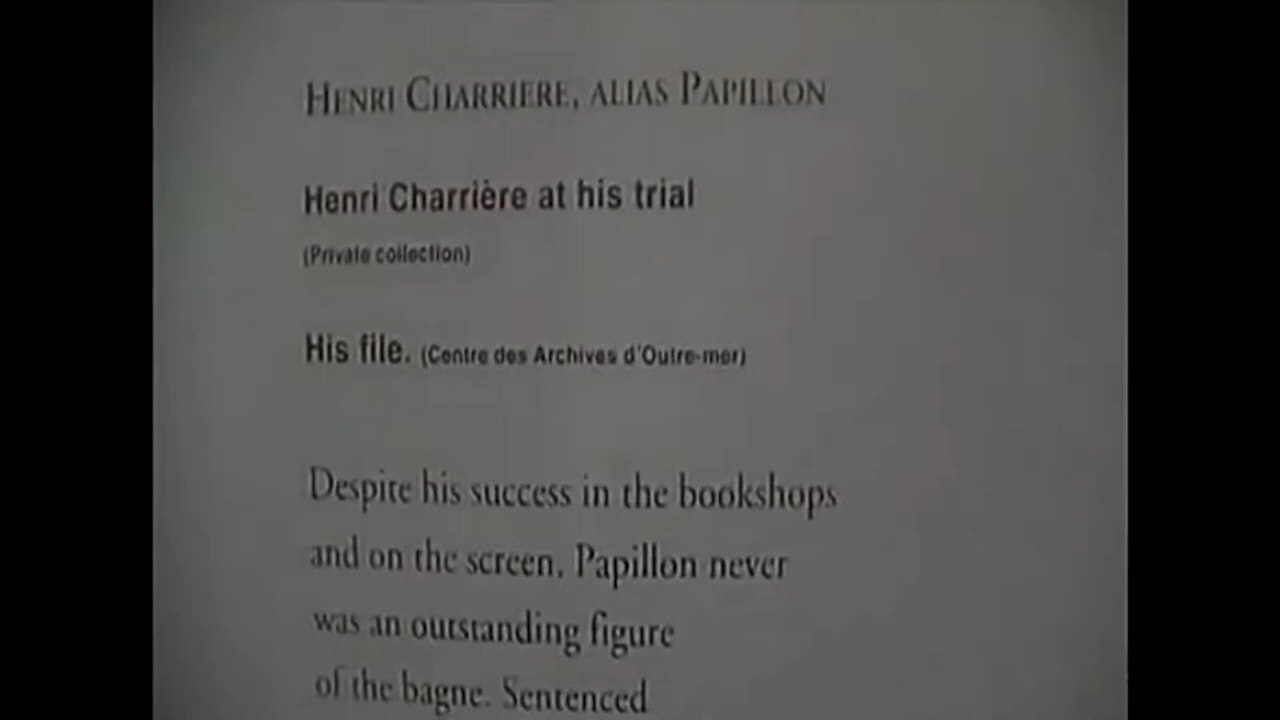 HENRI CHARRIERE, ALIAS PAPILLON
Henri Charrière at his trial
(Private collection)
His file. (Centre des Archives d'Outre-mer)
Despite his success in the bookshops
and on the screen, Papillon never
was an outstanding figure
of the bagne. Sentenced